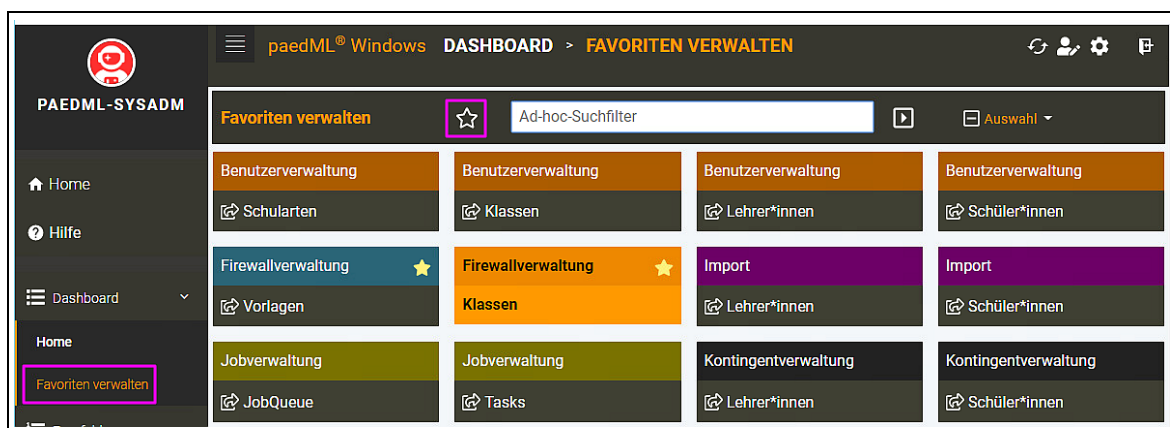 PAEDML-SYSADM
Home
Hilfe
Dashboard
Home
Favoriten verwalten
paedML® Windows DASHBOARD > FAVORITEN VERWALTEN
Favoriten verwalten Ad-hoc-Suchfilter Auswahl
Benutzerverwaltung Benutzerverwaltung Benutzerverwaltung Benutzerverwaltung
Schularten Klassen Lehrer*innen Schüler*innen
Firewallverwaltung Firewallverwaltung Import Import
Vorlagen Klassen Lehrer*innen Schüler*innen
Jobverwaltung Jobverwaltung Kontingentverwaltung Kontingentverwaltung
JobQueue Tasks Lehrer*innen Schüler*innen